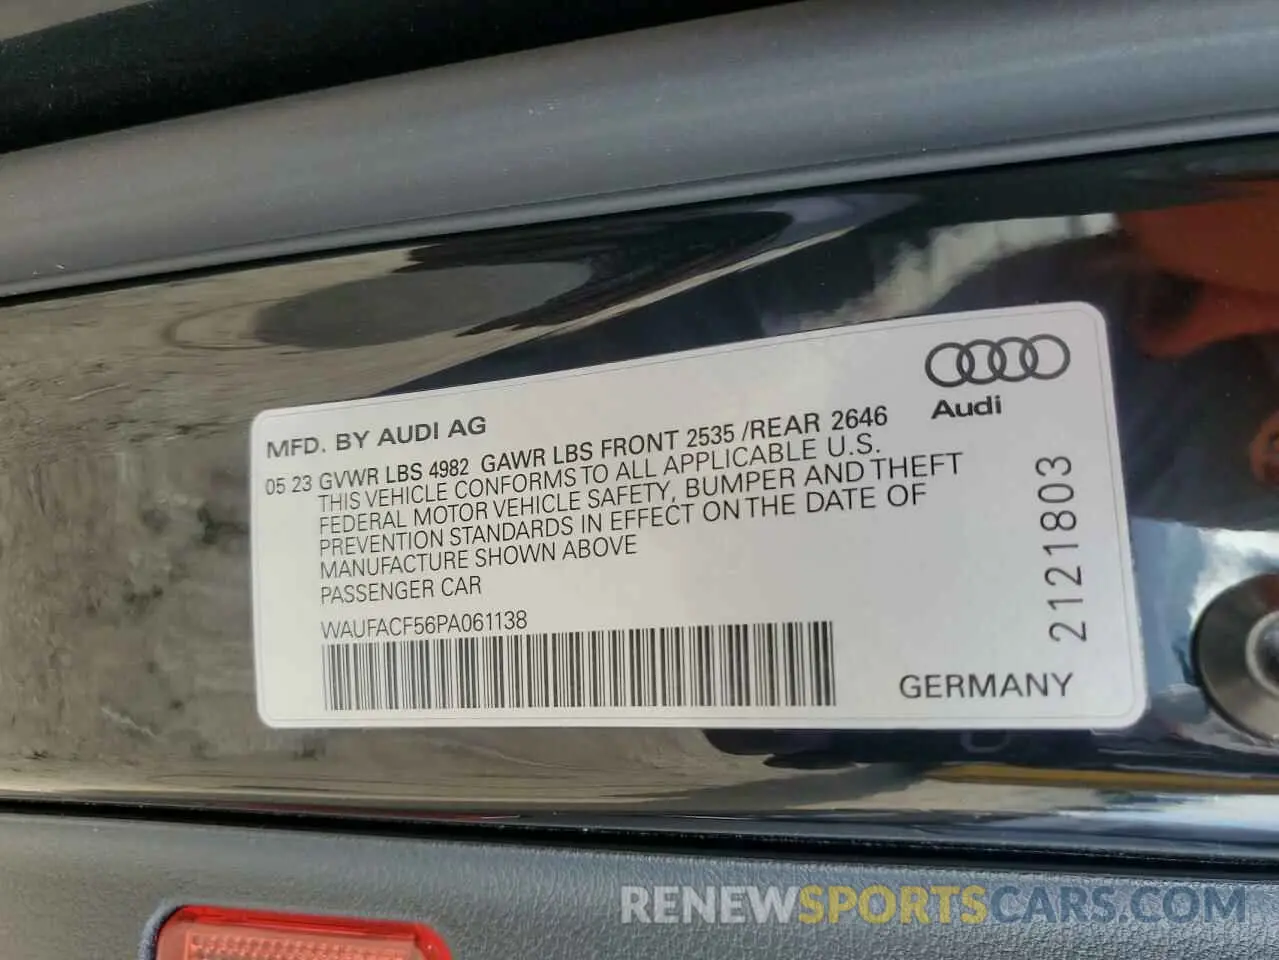 MFD. BY AUDI AG
Audi
05 23 GVWR LBS 4982 GAWR LBS FRONT 2535 /REAR 2646
THIS VEHICLE CONFORMS TO ALL APPLICABLE U.S.
FEDERAL MOTOR VEHICLE SAFETY, BUMPER AND THEFT
PREVENTION STANDARDS IN EFFECT ON THE DATE OF
MANUFACTURE SHOWN ABOVE
PASSENGER CAR
WAUFACF56PA061138
2121803
GERMANY
RENEWSPORTSCARS.COM